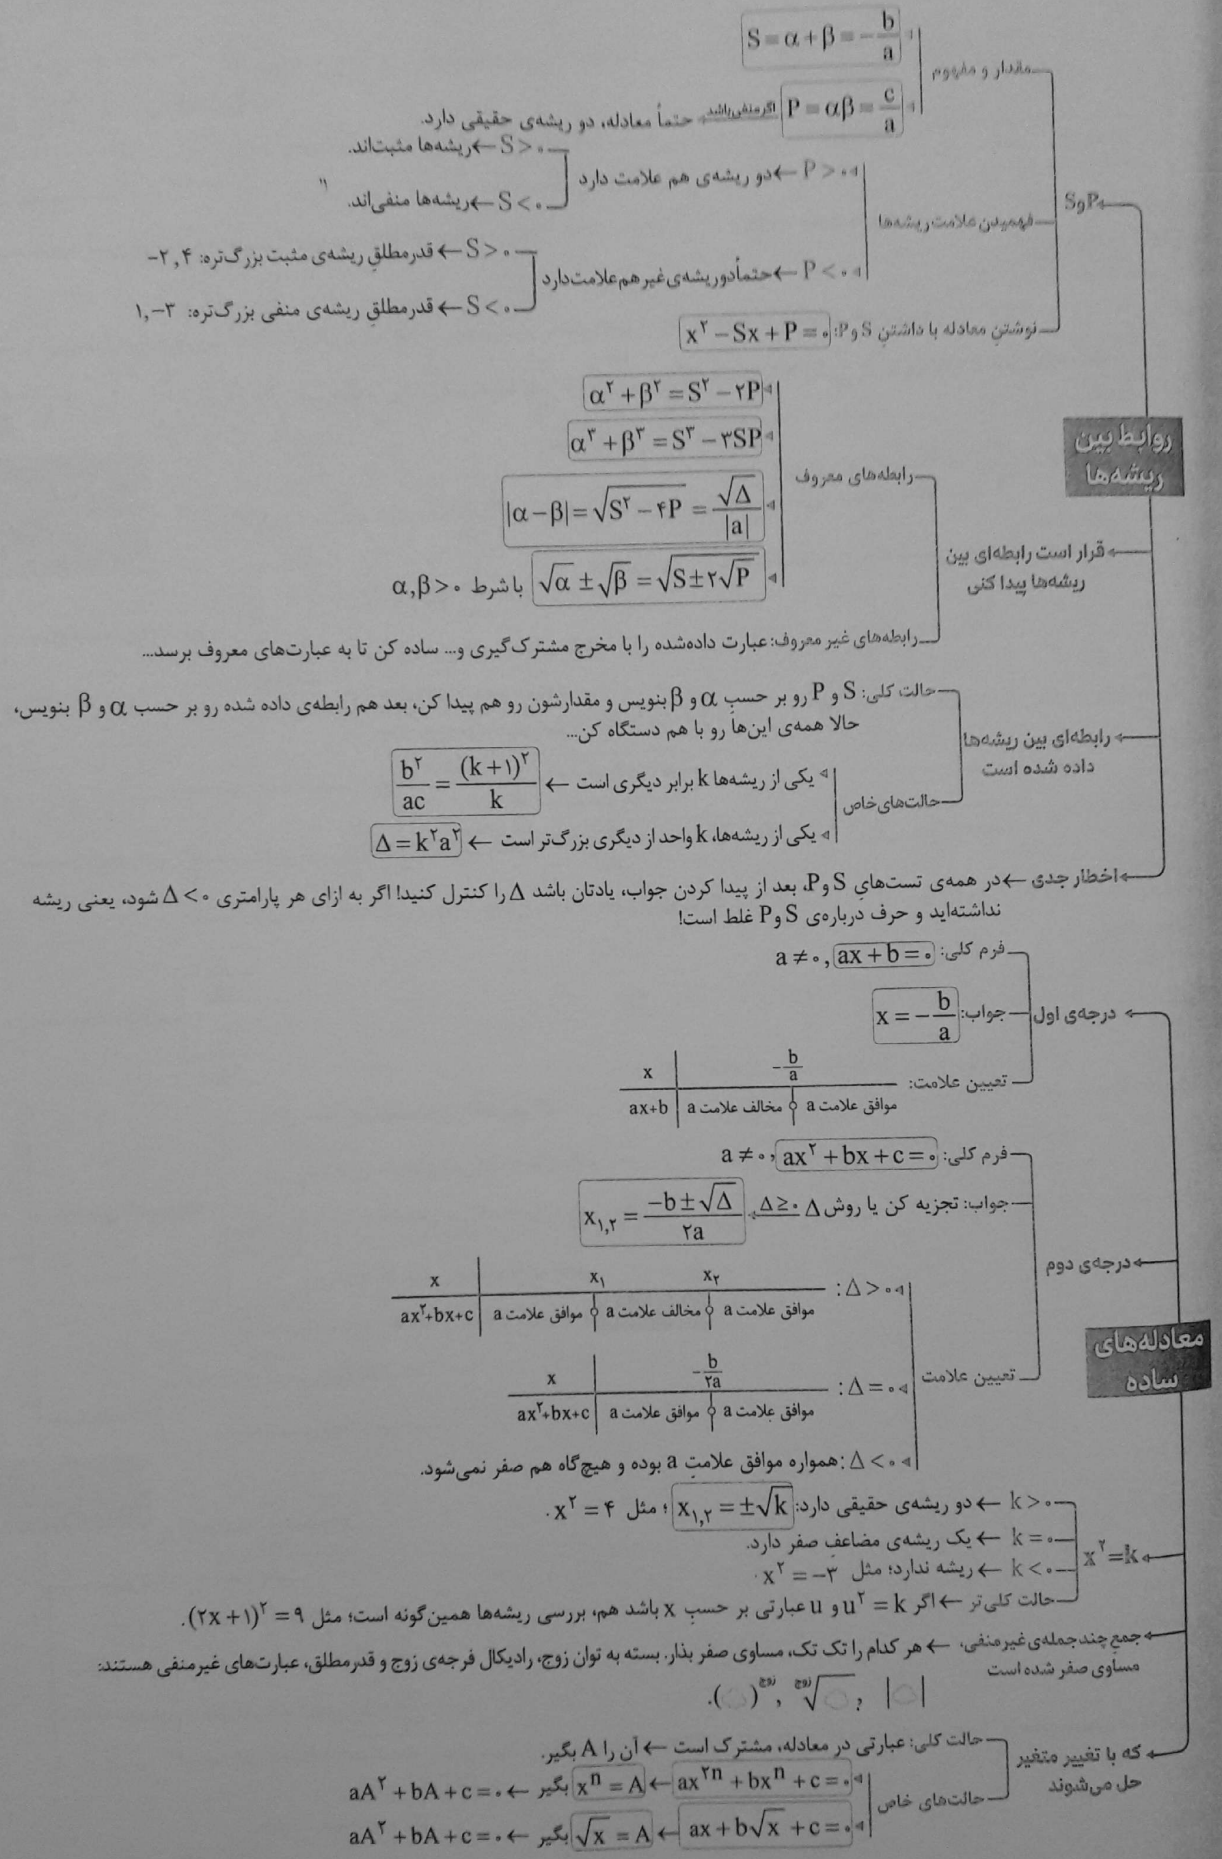 روابط بین ریشه‌ها
S و P
مقدار و مفهوم
S = α + β = -b/a
P = αβ = c/a اگر منفی باشد ← حتماً معادله، دو ریشه‌ی حقیقی دارد.
فهمیدن علامت ریشه‌ها
P > ۰ ← دو ریشه‌ی هم علامت دارد
S > ۰ ← ریشه‌ها مثبت‌اند.
S < ۰ ← ریشه‌ها منفی‌اند.
P < ۰ ← حتماً دو ریشه‌ی غیر هم علامت دارد
S > ۰ ← قدرمطلقِ ریشه‌ی مثبت بزرگ‌تره: ۴ , ۲-
S < ۰ ← قدرمطلقِ ریشه‌ی منفی بزرگ‌تره: ۳- , ۱
نوشتنِ معادله با داشتنِ S و P: x² − Sx + P = ۰
قرار است رابطه‌ای بین ریشه‌ها پیدا کنی
رابطه‌های معروف
α² + β² = S² − ۲P
α³ + β³ = S³ − ۳SP
|α − β| = √(S² − ۴P) = √Δ / |a|
√α ± √β = √(S ± ۲√P) با شرط α, β > ۰
رابطه‌های غیر معروف: عبارت داده‌شده را با مخرج مشترک‌گیری و... ساده کن تا به عبارت‌های معروف برسد...
رابطه‌ای بین ریشه‌ها داده شده است
حالت کلی: S و P رو بر حسبِ α و β بنویس و مقدارشون رو هم پیدا کن، بعد هم رابطه‌ی داده شده رو بر حسب α و β بنویس،
حالا همه‌ی این‌ها رو با هم دستگاه کن...
حالت‌های خاص
یکی از ریشه‌ها k برابر دیگری است ← b²/ac = (k+۱)²/k
یکی از ریشه‌ها، k واحد از دیگری بزرگ‌تر است ← Δ = k²a²
اخطار جدی ← در همه‌ی تست‌هایِ S و P، بعد از پیدا کردن جواب، یادتان باشد Δ را کنترل کنید! اگر به ازای هر پارامتری Δ < ۰ شود، یعنی ریشه
نداشته‌اید و حرف درباره‌ی S و P غلط است!
معادله‌های ساده
درجه‌ی اول
فرم کلی: ax + b = ۰ , a ≠ ۰
جواب: x = -b/a
تعیین علامت:
x -b/a
ax+b مخالف علامت a موافق علامت a
درجه‌ی دوم
فرم کلی: ax² + bx + c = ۰ , a ≠ ۰
جواب: تجزیه کن یا روش Δ Δ ≥ ۰ ← x۱,۲ = (-b ± √Δ) / ۲a
تعیین علامت
Δ > ۰ :
x x۱ x۲
ax²+bx+c موافق علامت a مخالف علامت a موافق علامت a
Δ = ۰ :
x -b/۲a
ax²+bx+c موافق علامت a موافق علامت a
Δ < ۰ : همواره موافق علامتِ a بوده و هیچ‌گاه هم صفر نمی‌شود.
x² = k
k > ۰ ← دو ریشه‌ی حقیقی دارد: x۱,۲ = ±√k ؛ مثل x² = ۴ .
k = ۰ ← یک ریشه‌ی مضاعفِ صفر دارد.
k < ۰ ← ریشه ندارد؛ مثل x² = −۳ .
حالت کلی‌تر ← اگر u² = k و u عبارتی بر حسبِ x باشد هم، بررسی ریشه‌ها همین‌گونه است؛ مثل (۲x + ۱)² = ۹ .
جمعِ چند جمله‌ی غیرمنفی، مساوی صفر شده است ← هر کدام را تک تک، مساوی صفر بذار. بسته به توان زوج، رادیکال فرجه‌ی زوج و قدرمطلق، عبارت‌های غیرمنفی هستند:
| | , زوج√ , ( )زوج .
که با تغییر متغیر حل می‌شوند
حالت کلی: عبارتی در معادله، مشترک است ← آن را A بگیر.
حالت‌های خاص
ax²ⁿ + bxⁿ + c = ۰ ← xⁿ = A بگیر ← aA² + bA + c = ۰
ax + b√x + c = ۰ ← √x = A بگیر ← aA² + bA + c = ۰